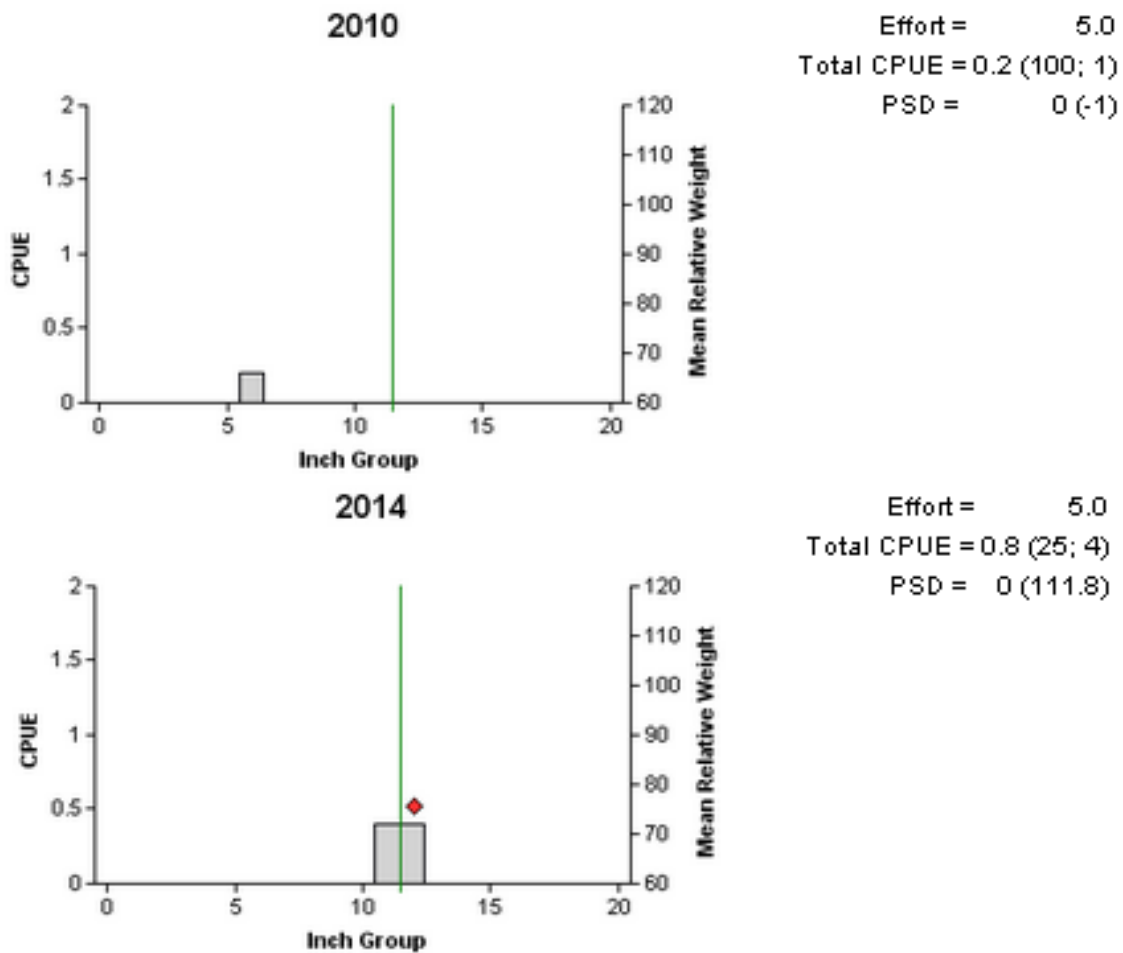 2010
Effort = 5.0
Total CPUE = 0.2 (100; 1)
PSD = 0 (-1)
2
1.5
1
0.5
0
CPUE
120
110
100
90
80
70
60
Mean Relative Weight
0 5 10 15 20
Inch Group
2014
Effort = 5.0
Total CPUE = 0.8 (25; 4)
PSD = 0 (111.8)
2
1.5
1
0.5
0
CPUE
120
110
100
90
80
70
60
Mean Relative Weight
0 5 10 15 20
Inch Group